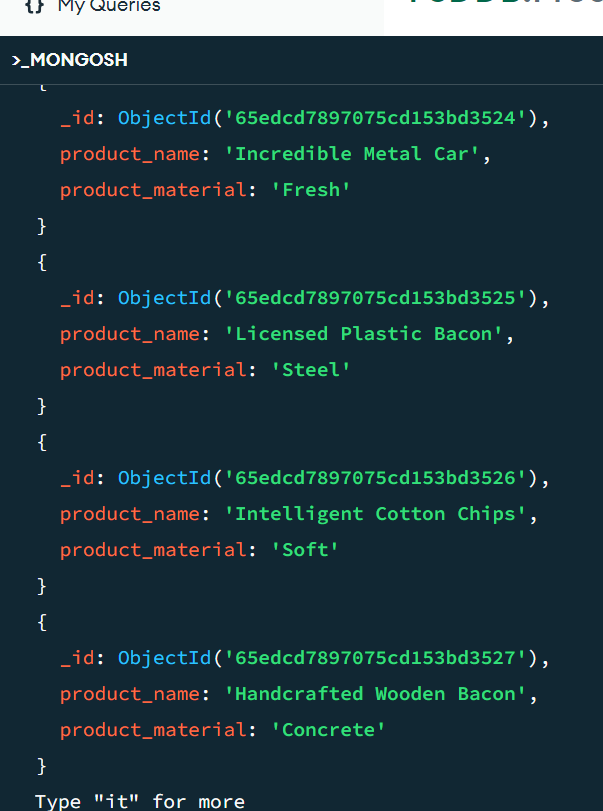 {} My Queries
>_MONGOSH
{
_id: ObjectId('65edcd7897075cd153bd3524'),
product_name: 'Incredible Metal Car',
product_material: 'Fresh'
}
{
_id: ObjectId('65edcd7897075cd153bd3525'),
product_name: 'Licensed Plastic Bacon',
product_material: 'Steel'
}
{
_id: ObjectId('65edcd7897075cd153bd3526'),
product_name: 'Intelligent Cotton Chips',
product_material: 'Soft'
}
{
_id: ObjectId('65edcd7897075cd153bd3527'),
product_name: 'Handcrafted Wooden Bacon',
product_material: 'Concrete'
}
Type "it" for more